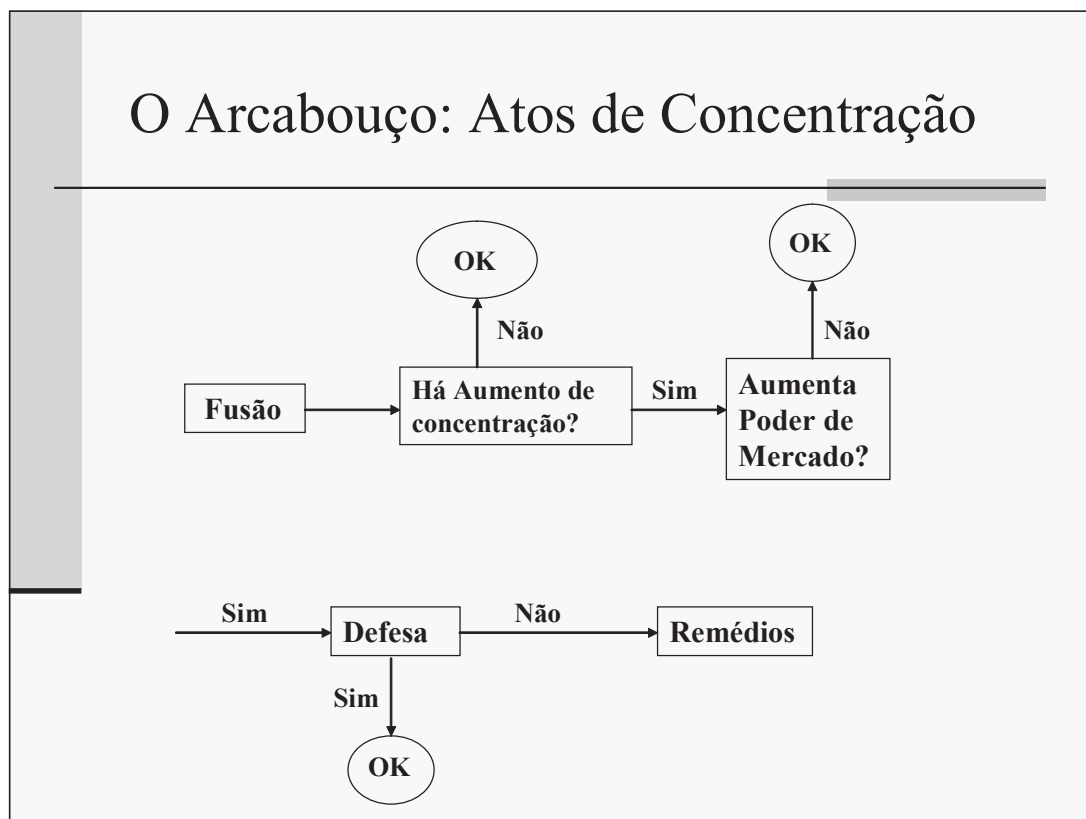 O Arcabouço: Atos de Concentração
OK
OK
Não
Não
Fusão
Há Aumento de
concentração?
Sim
Aumenta
Poder de
Mercado?
Sim
Defesa
Não
Remédios
Sim
OK